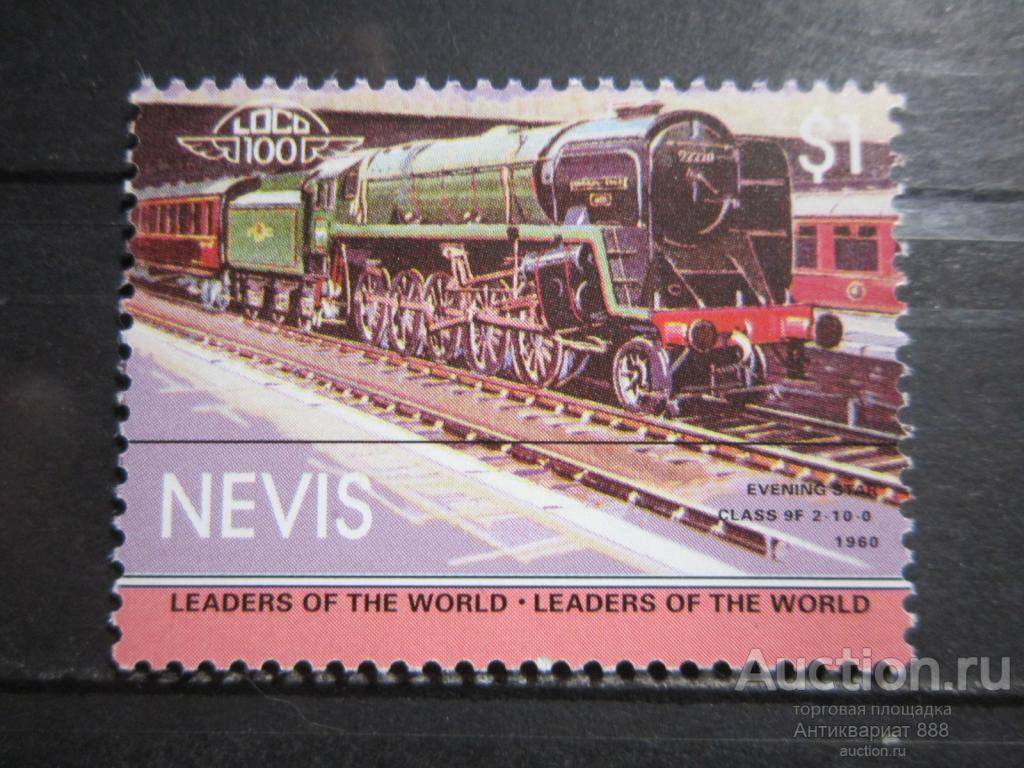 LOCO
100
$1
92220
NEVIS
EVENING STAR
CLASS 9F 2-10-0
1960
LEADERS OF THE WORLD • LEADERS OF THE WORLD
Auction.ru
торговая площадка
Антиквариат 888
auction.ru